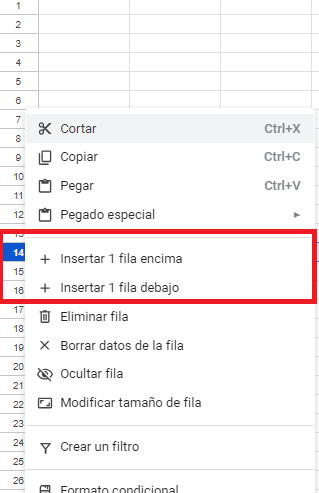 1
2
3
4
5
6
7
8
Cortar Ctrl+X
9
Copiar Ctrl+C
10
Pegar Ctrl+V
11
12
Pegado especial
13
14
Insertar 1 fila encima
15
16
Insertar 1 fila debajo
17
Eliminar fila
18
19
Borrar datos de la fila
20
Ocultar fila
21
22
Modificar tamaño de fila
23
24
Crear un filtro
25
26
Formato condicional